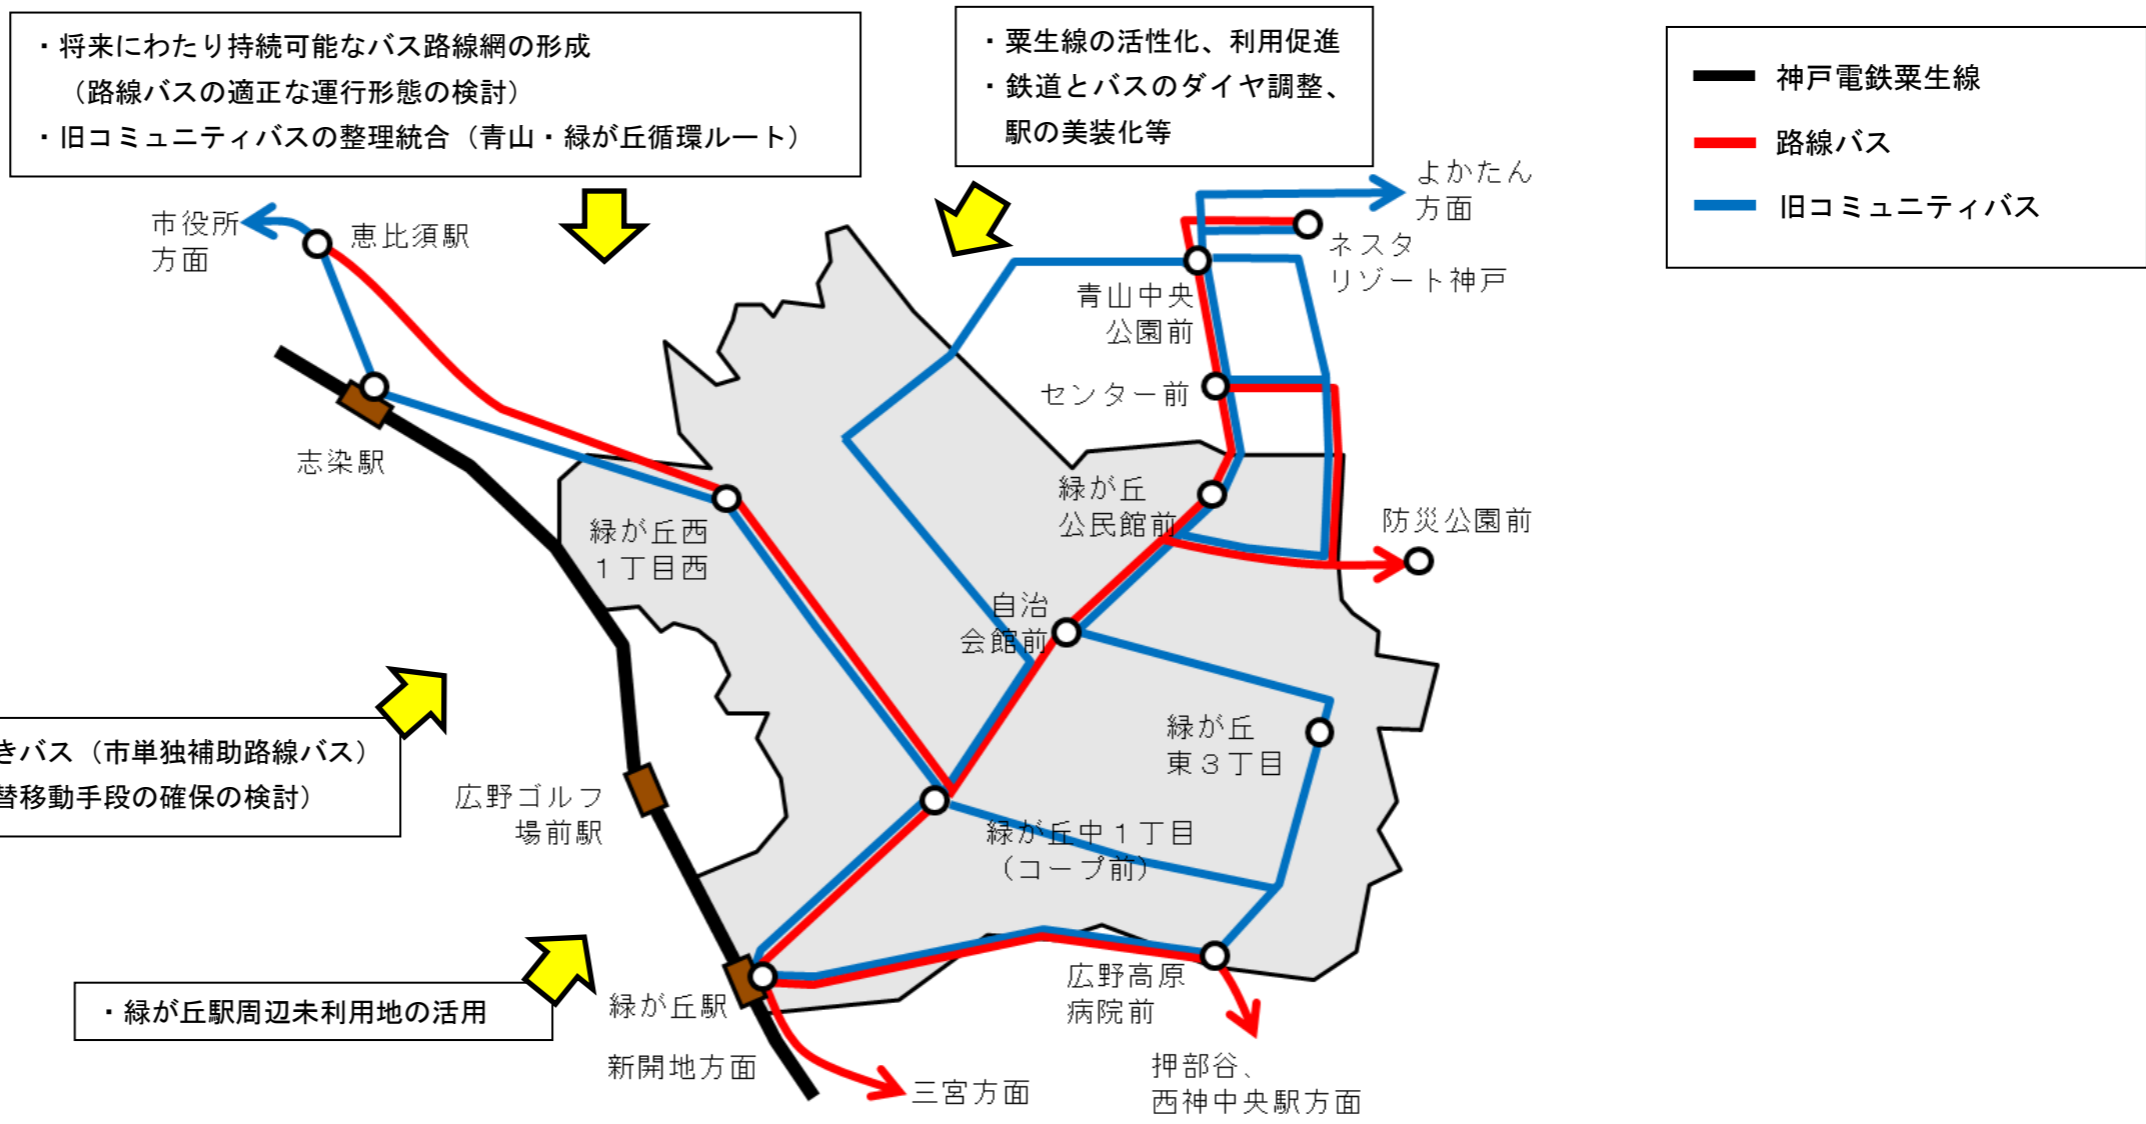 ・将来にわたり持続可能なバス路線網の形成
（路線バスの適正な運行形態の検討）
・旧コミュニティバスの整理統合（青山・緑が丘循環ルート）
・粟生線の活性化、利用促進
・鉄道とバスのダイヤ調整、
駅の美装化等
神戸電鉄粟生線
路線バス
旧コミュニティバス
市役所
方面
恵比須駅
よかたん
方面
ネスタ
リゾート神戸
青山中央
公園前
センター前
志染駅
緑が丘西
１丁目西
緑が丘
公民館前
防災公園前
自治
会館前
緑が丘
東３丁目
きバス（市単独補助路線バス）
替移動手段の確保の検討）
広野ゴルフ
場前駅
緑が丘中１丁目
（コープ前）
・緑が丘駅周辺未利用地の活用
緑が丘駅
新開地方面
三宮方面
広野高原
病院前
押部谷、
西神中央駅方面